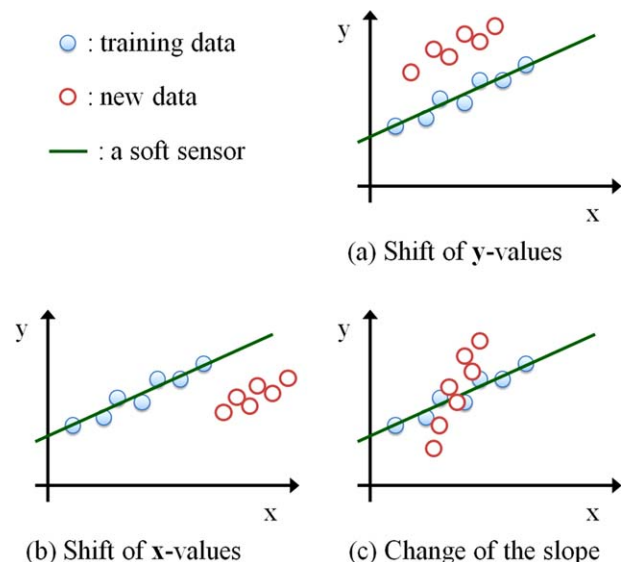 : training data
: new data
: a soft sensor
y
x
(a) Shift of y-values
y
x
(b) Shift of x-values
y
x
(c) Change of the slope